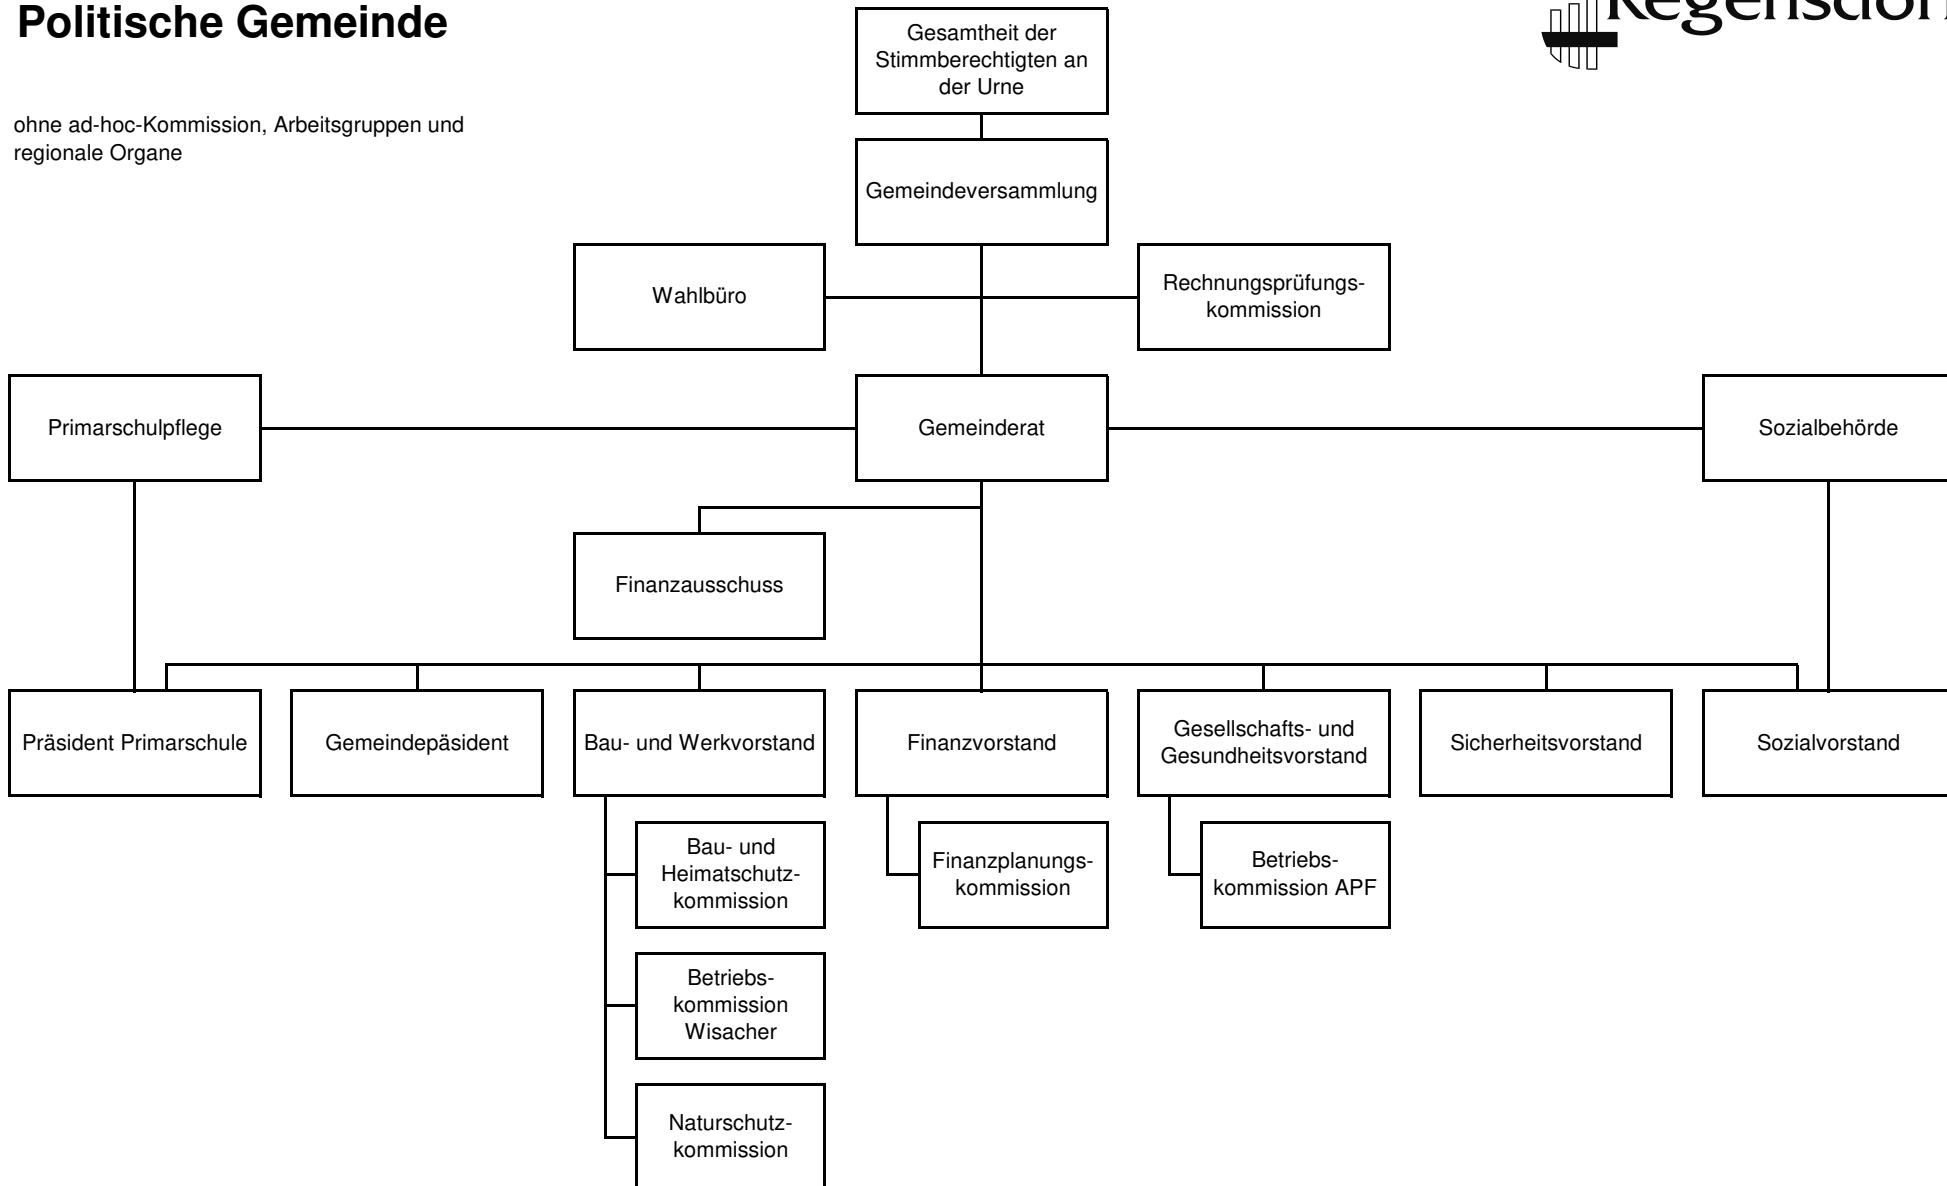 Politische Gemeinde
Regensdorf
ohne ad-hoc-Kommission, Arbeitsgruppen und
regionale Organe
Gesamtheit der
Stimmberechtigten an
der Urne
Gemeindeversammlung
Wahlbüro
Rechnungsprüfungs-
kommission
Primarschulpflege
Gemeinderat
Sozialbehörde
Finanzausschuss
Präsident Primarschule
Gemeindepäsident
Bau- und Werkvorstand
Finanzvorstand
Gesellschafts- und
Gesundheitsvorstand
Sicherheitsvorstand
Sozialvorstand
Bau- und
Heimatschutz-
kommission
Finanzplanungs-
kommission
Betriebs-
kommission APF
Betriebs-
kommission
Wisacher
Naturschutz-
kommission